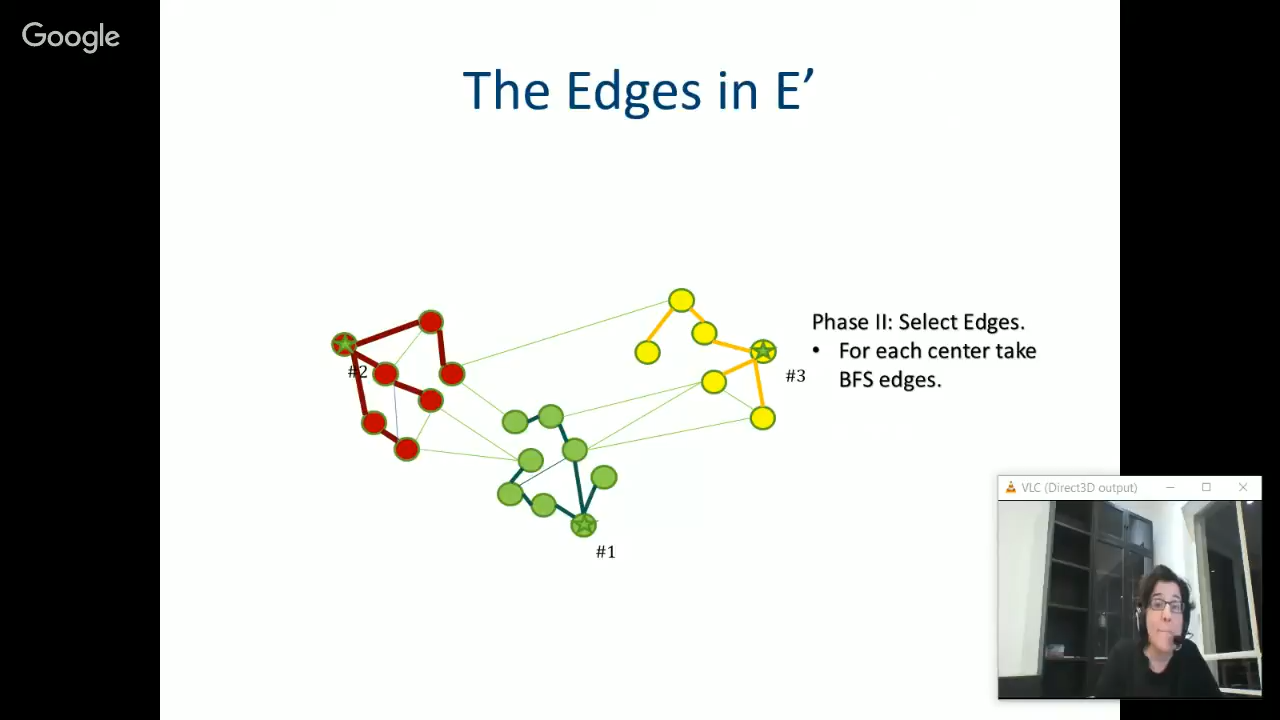 Google
The Edges in E’
Phase II: Select Edges.
• For each center take
BFS edges.
#2
#3
#1
VLC (Direct3D output)